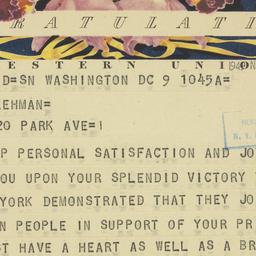 RATULATI
ESTERN UNIO
D=SN WASHINGTON DC 9 1045A=
EHMAN=
20 PARK AVE=
P PERSONAL SATISFACTION AND JO
OU UPON YOUR SPLENDID VICTORY
YORK DEMONSTRATED THAT THEY JO
N PEOPLE IN SUPPORT OF YOUR PR
ST HAVE A HEART AS WELL AS A BR